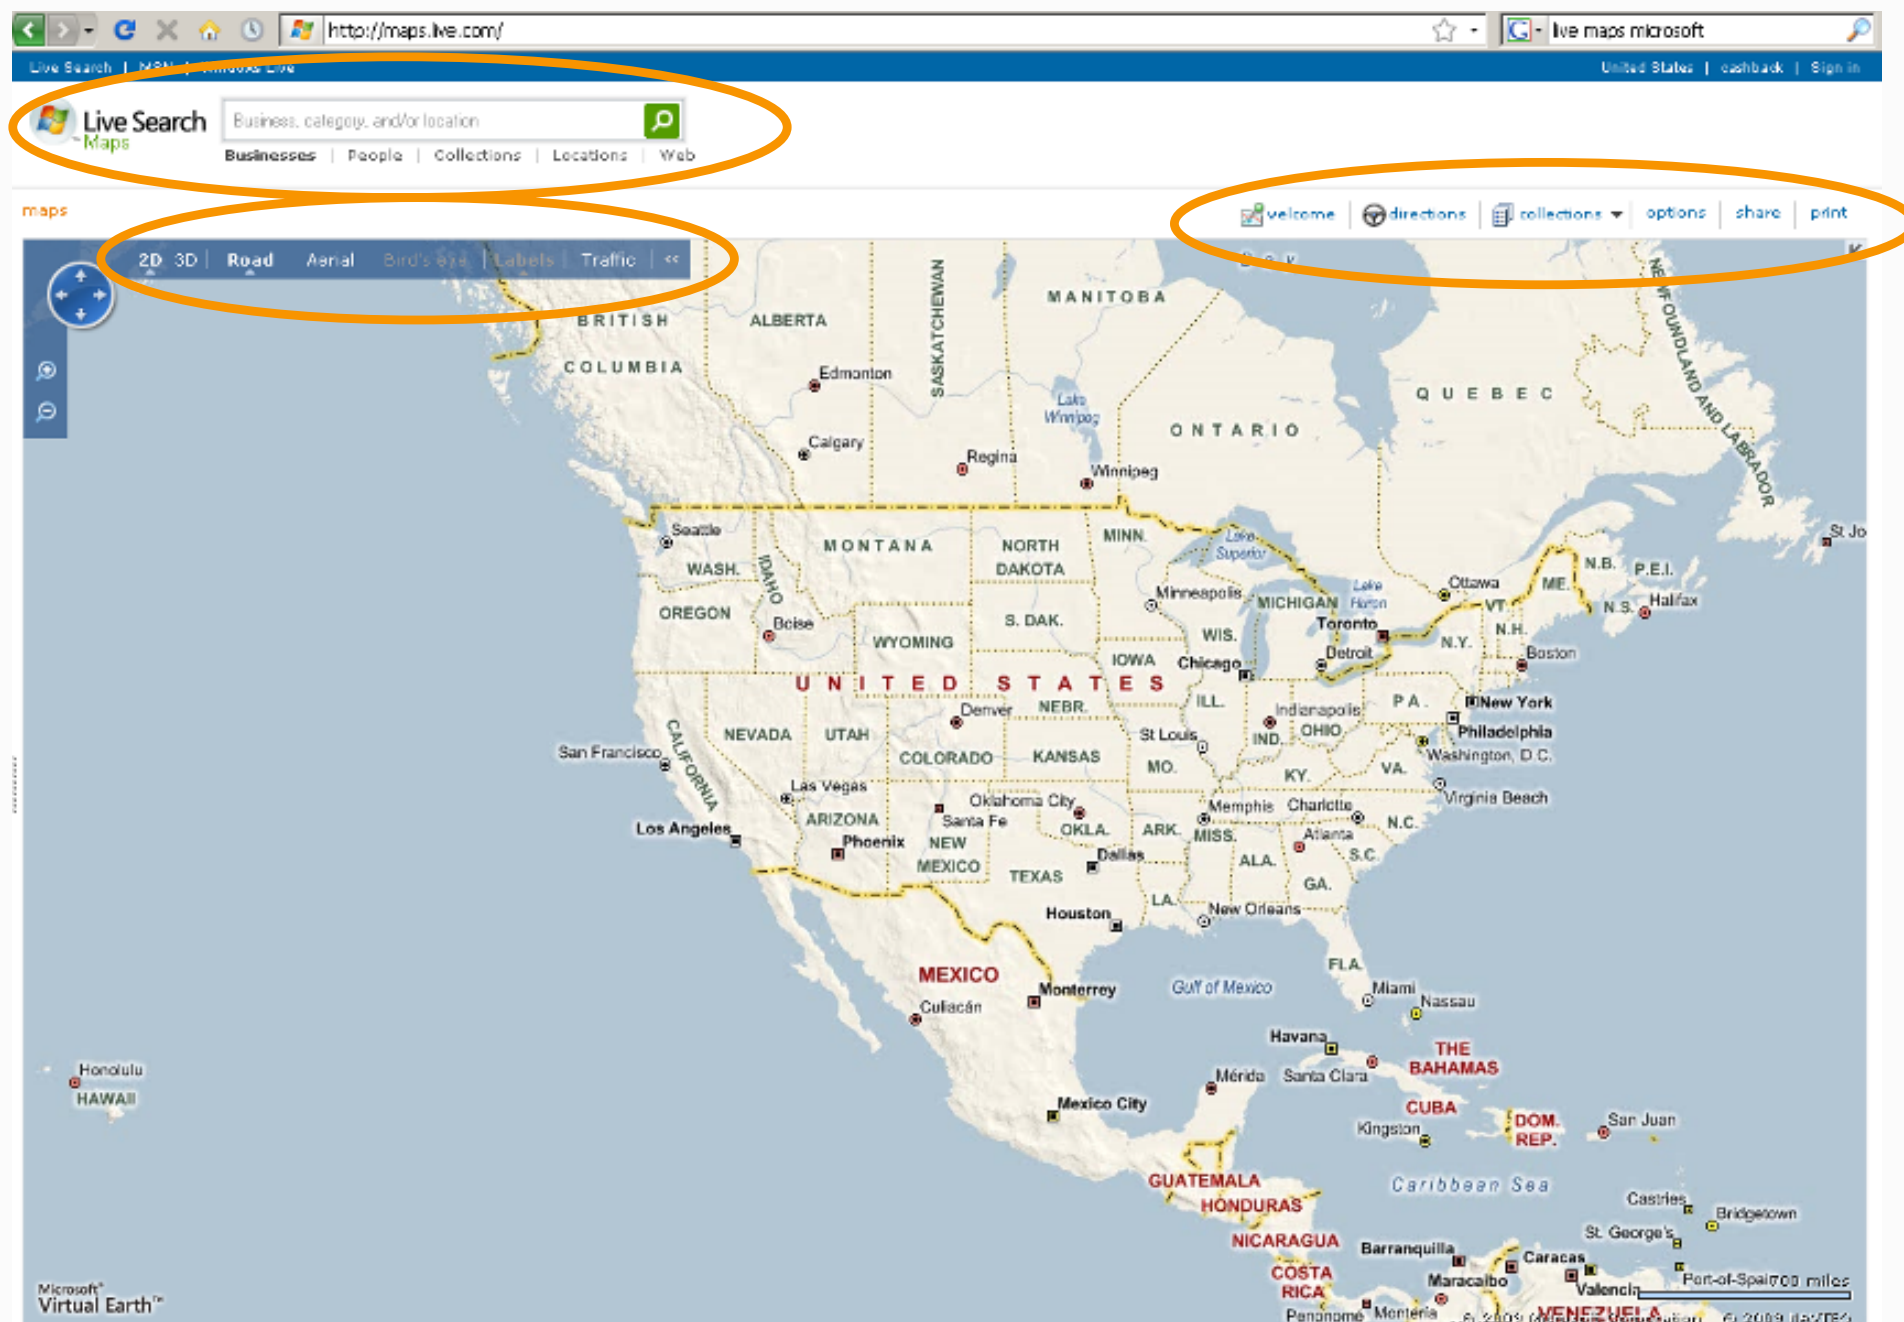 http://maps.live.com/
live maps microsoft
Live Search | MSN | Windows Live
United States | cashback | Sign in
Live Search
Maps
Business, category, and/or location
Businesses | People | Collections | Locations | Web
maps
welcome | directions | collections | options | share | print
2D 3D | Road Aerial Bird's eye | Labels | Traffic | «
MANITOBA
SASKATCHEWAN
NEWFOUNDLAND AND LABRADOR
BRITISH
COLUMBIA
ALBERTA
Edmonton
QUEBEC
Lake
Winnipeg
ONTARIO
Calgary
Regina
Winnipeg
Seattle
MONTANA
NORTH
DAKOTA
MINN.
Lake
Superior
St Jo
WASH.
IDAHO
N.B.
P.E.I.
OREGON
Boise
Minneapolis
MICHIGAN
Lake
Huron
Ottawa
ME.
VT.
N.S.
Halifax
WYOMING
S. DAK.
WIS.
Toronto
N.Y.
N.H.
IOWA
Chicago
Detroit
Boston
UNITED STATES
Denver
NEBR.
ILL.
Indianapolis
PA.
New York
NEVADA
UTAH
St Louis
IND.
OHIO
Philadelphia
San Francisco
CALIFORNIA
COLORADO
KANSAS
MO.
KY.
VA.
Washington, D.C.
Las Vegas
Oklahoma City
Memphis
Charlotte
Virginia Beach
Los Angeles
ARIZONA
Santa Fe
OKLA.
ARK.
MISS.
Atlanta
N.C.
Phoenix
NEW
MEXICO
Dallas
ALA.
S.C.
TEXAS
GA.
Houston
LA.
New Orleans
FLA.
MEXICO
Monterrey
Gulf of Mexico
Miami
Culiacán
Nassau
Havana
THE
BAHAMAS
Honolulu
HAWAII
Mérida
Santa Clara
Mexico City
CUBA
Kingston
DOM.
REP.
San Juan
GUATEMALA
HONDURAS
Caribbean Sea
Castries
Bridgetown
NICARAGUA
St. George's
Barranquilla
Caracas
COSTA
RICA
Maracaibo
Valencia
Port-of-Spai
700 miles
Penonomé
Montería
VENEZUELA
Microsoft®
Virtual Earth™